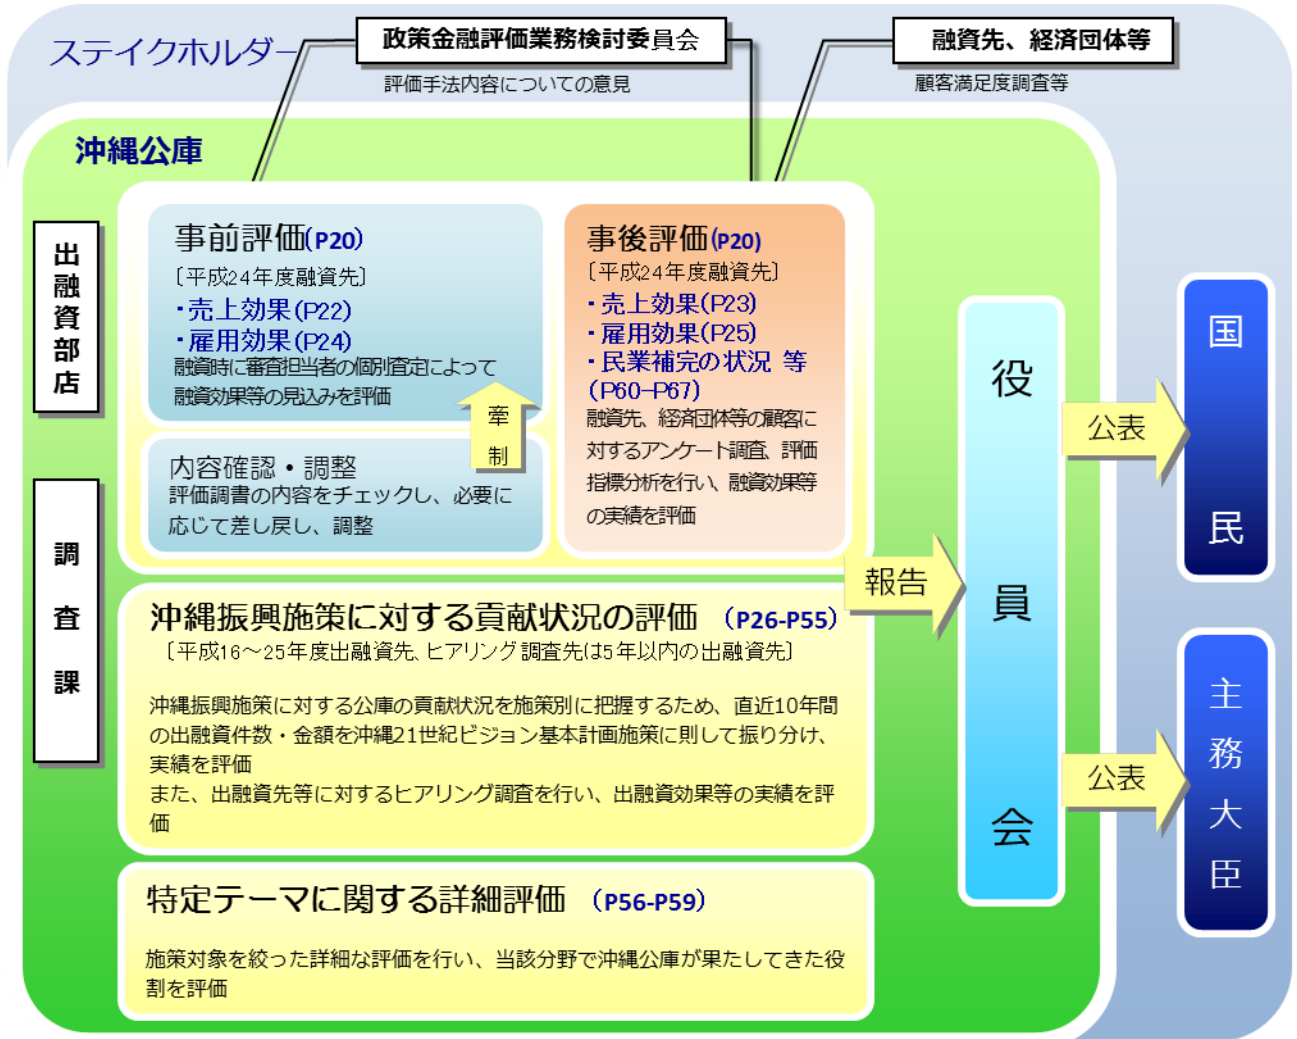 ステイクホルダー
政策金融評価業務検討委員会
評価手法内容についての意見
融資先、経済団体等
顧客満足度調査等
沖縄公庫
出融資部店
調査課
事前評価(P20)
〔平成24年度融資先〕
・売上効果(P22)
・雇用効果(P24)
融資時に審査担当者の個別査定によって
融資効果等の見込みを評価
牽制
内容確認・調整
評価調書の内容をチェックし、必要に
応じて差し戻し、調整
事後評価(P20)
〔平成24年度融資先〕
・売上効果(P23)
・雇用効果(P25)
・民業補完の状況 等
(P60-P67)
融資先、経済団体等の顧客に
対するアンケート調査、評価
指標分析を行い、融資効果等
の実績を評価
沖縄振興施策に対する貢献状況の評価 （P26-P55）
〔平成16～25年度出融資先、ヒアリング調査先は5年以内の出融資先〕
沖縄振興施策に対する公庫の貢献状況を施策別に把握するため、直近10年間
の出融資件数・金額を沖縄21世紀ビジョン基本計画施策に則して振り分け、
実績を評価
また、出融資先等に対するヒアリング調査を行い、出融資効果等の実績を評
価
特定テーマに関する詳細評価 （P56-P59）
施策対象を絞った詳細な評価を行い、当該分野で沖縄公庫が果たしてきた役
割を評価
報告
役員会
公表
国民
公表
主務大臣